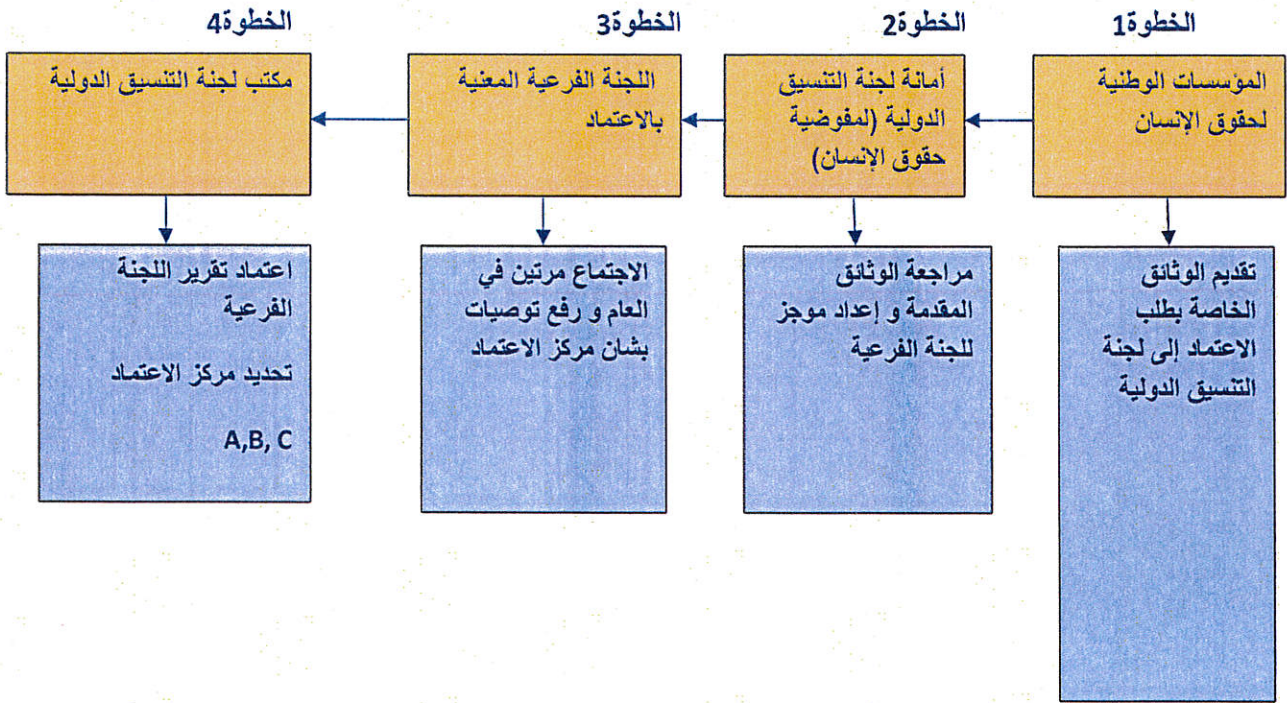 الخطوة1
المؤسسات الوطنية
لحقوق الإنسان
تقديم الوثائق
الخاصة بطلب
الاعتماد إلى لجنة
التنسيق الدولية
الخطوة2
أمانة لجنة التنسيق
الدولية (لمفوضية
حقوق الإنسان)
مراجعة الوثائق
المقدمة و إعداد موجز
للجنة الفرعية
الخطوة3
اللجنة الفرعية المعنية
بالاعتماد
الاجتماع مرتين في
العام و رفع توصيات
بشان مركز الاعتماد
الخطوة4
مكتب لجنة التنسيق الدولية
اعتماد تقرير اللجنة
الفرعية
تحديد مركز الاعتماد
A,B, C